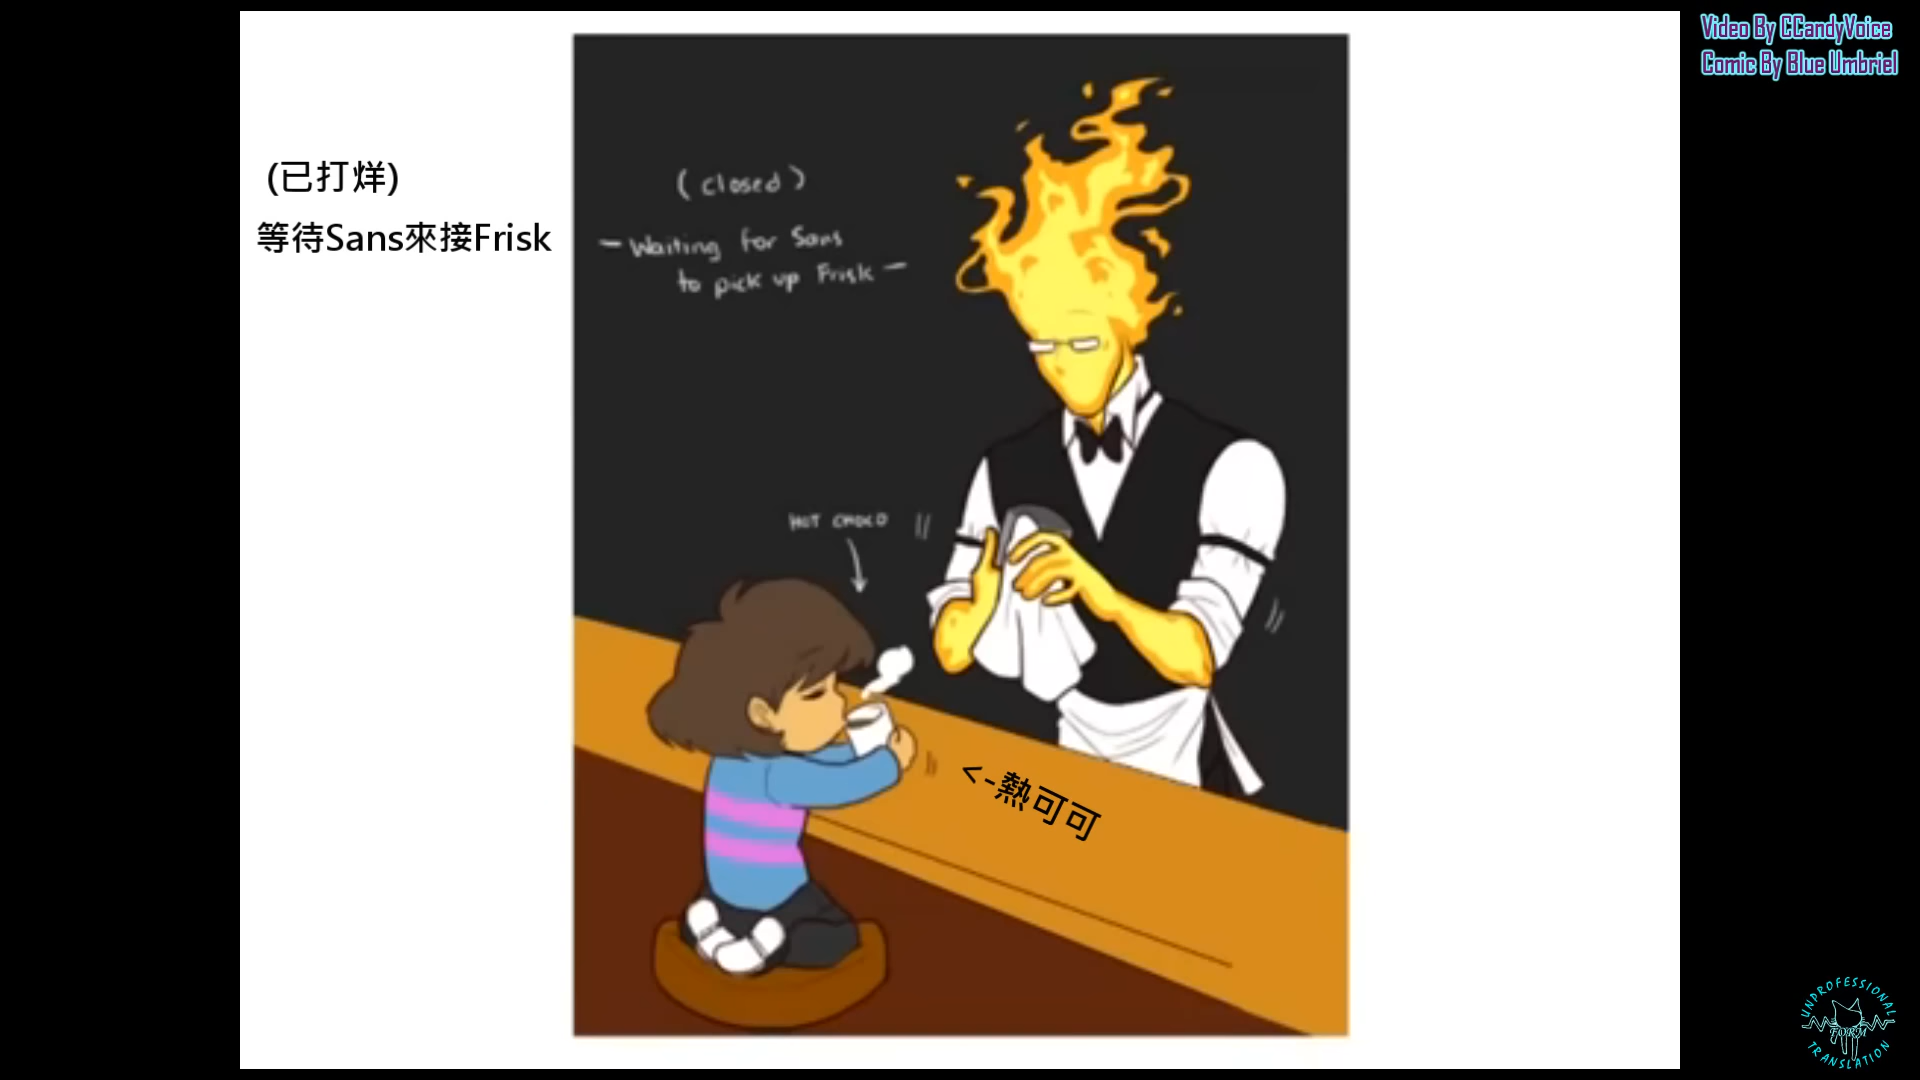 Video By CCandyVoice
Comic By Blue Umbriel
(已打烊)
等待Sans來接Frisk
(closed)
- Waiting for Sans
to pick up Frisk -
HOT CHOCO
<-熱可可
UNPROFESSIONAL
FORM
TRANSLATION